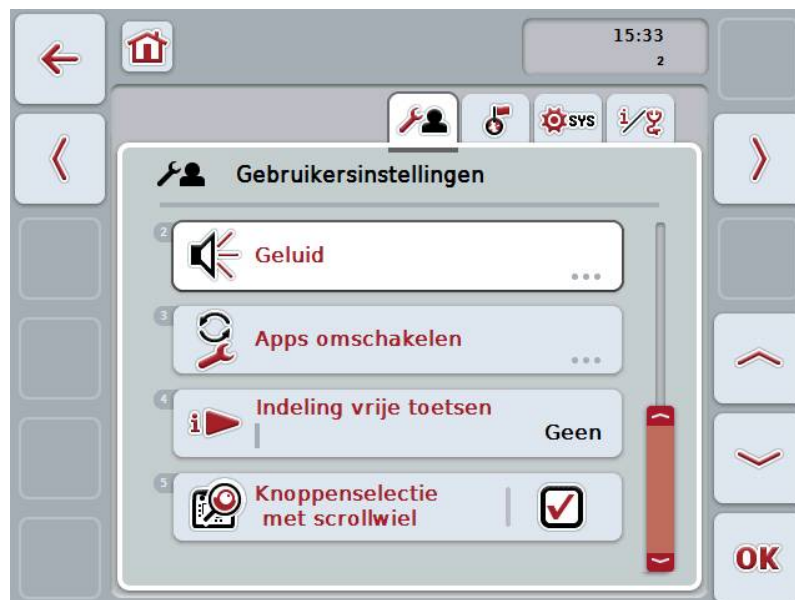 15:33
2
SYS
i/
Gebruikersinstellingen
2
Geluid
...
3
Apps omschakelen
...
4
Indeling vrije toetsen
i
Geen
5
Knoppenselectie
met scrollwiel
OK